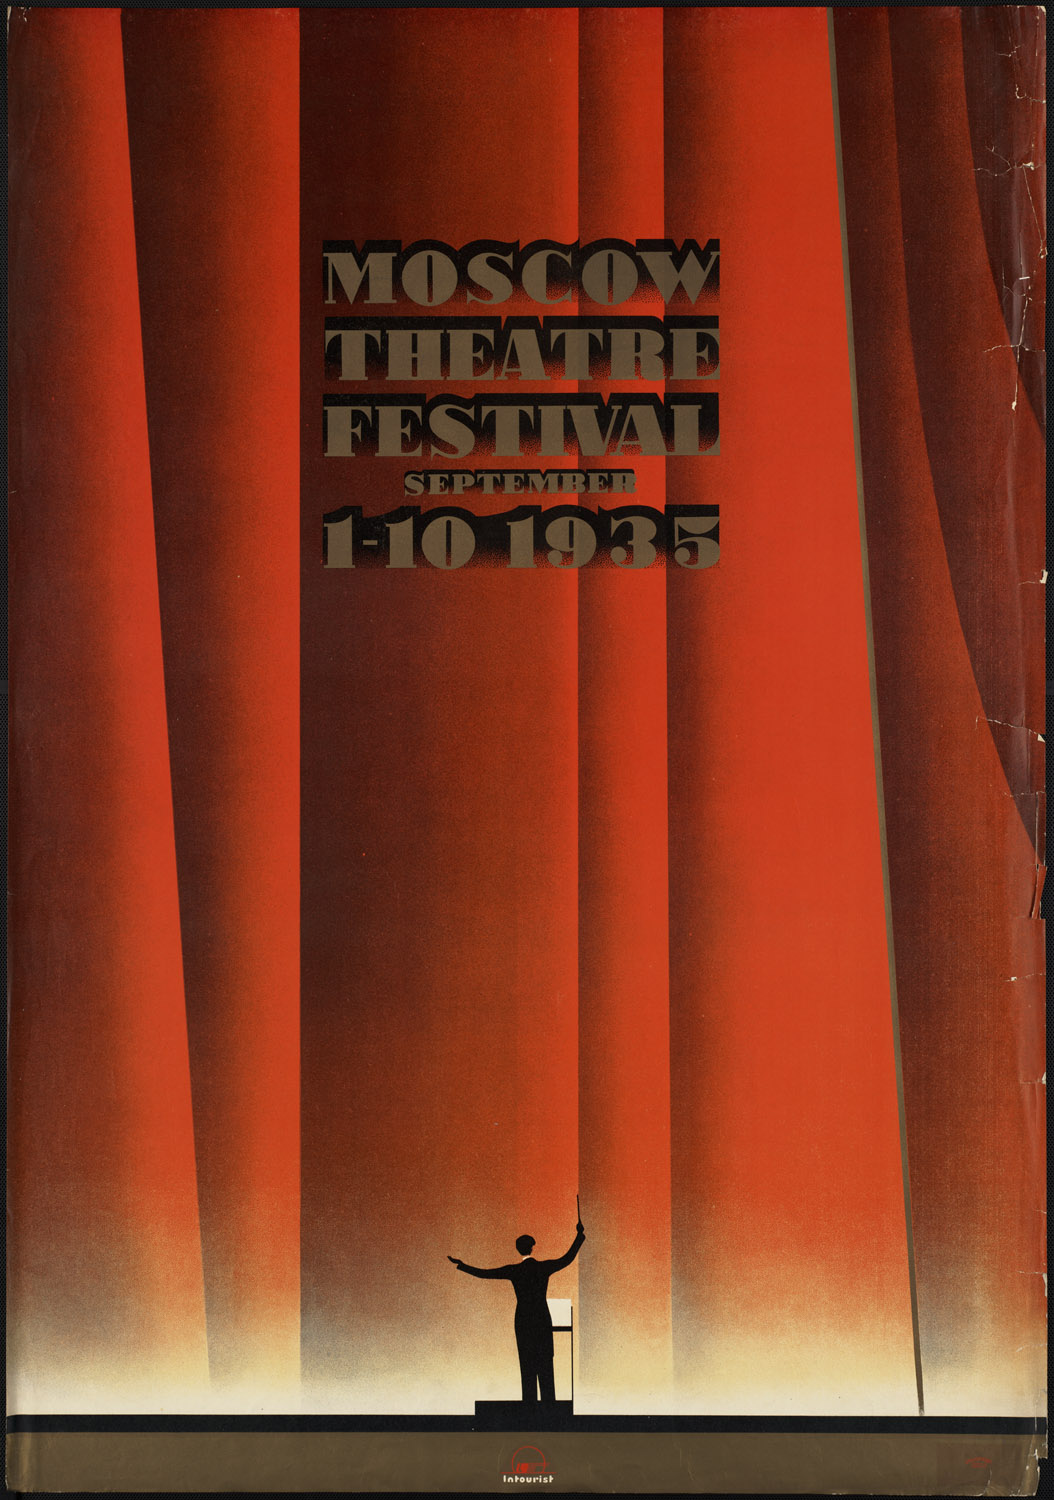 MOSCOW
THEATRE
FESTIVAL
SEPTEMBER
1-10 1935
Intourist